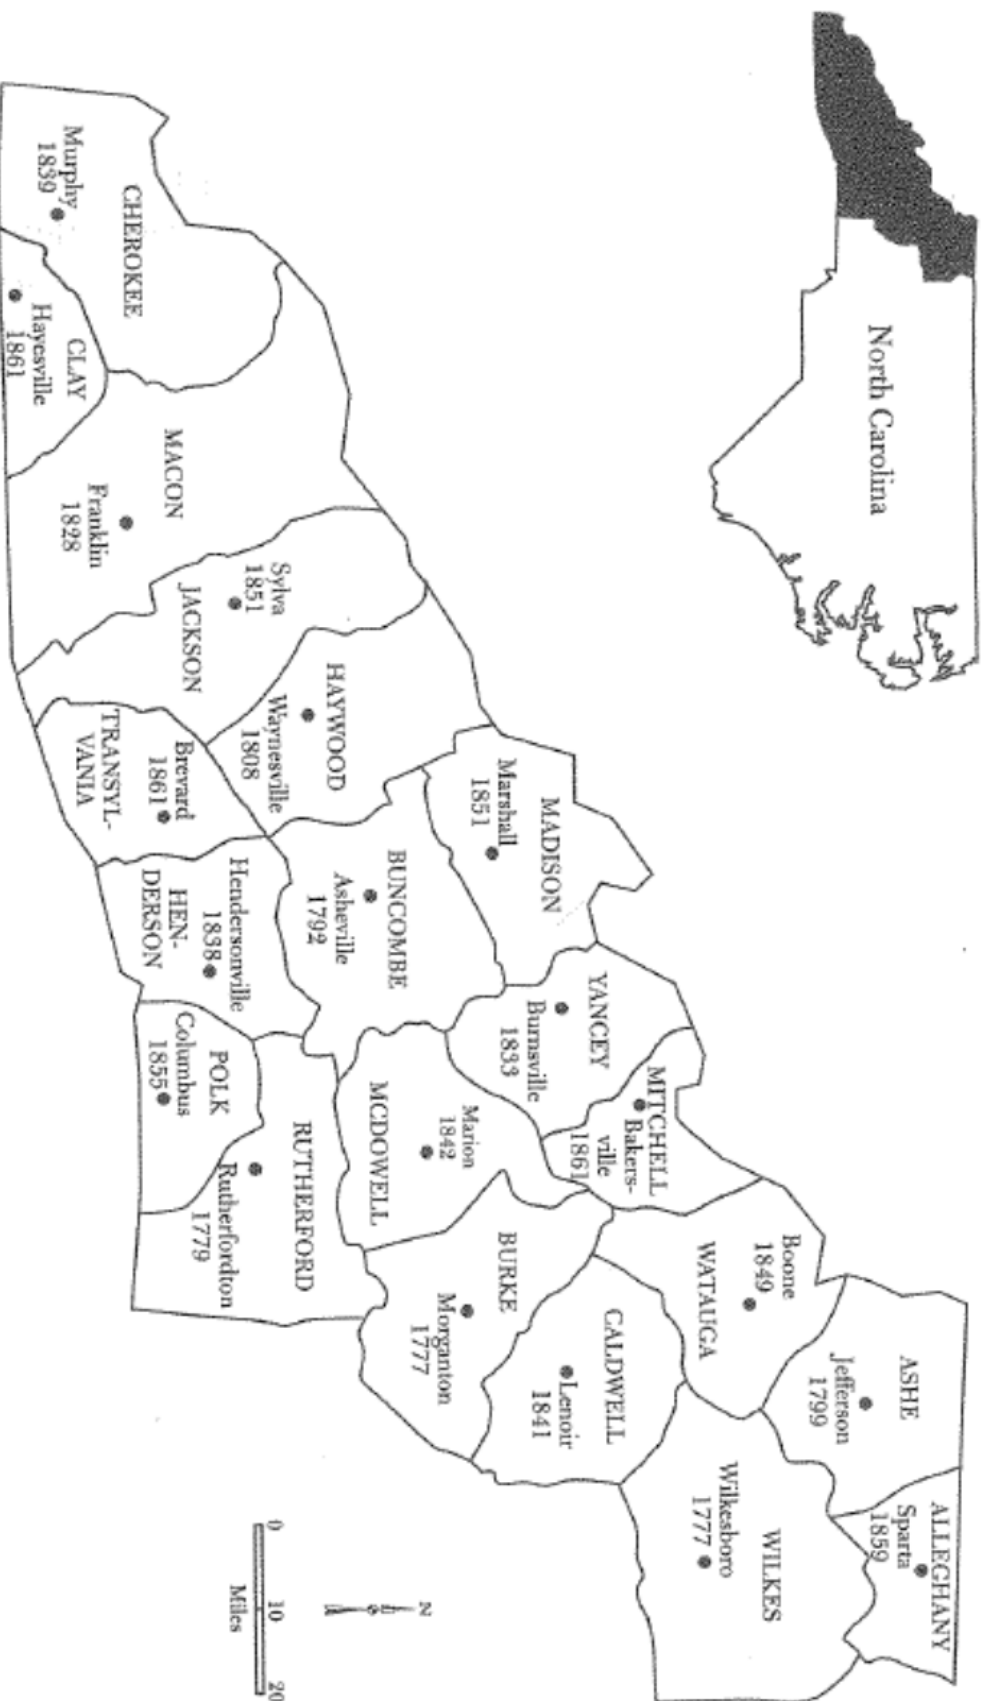 North Carolina
ALLEGHANY
Sparta
1859
ASHE
Jefferson
1799
WILKES
Wilkesboro
1777
Boone
1849
WATAUGA
CALDWELL
Lenoir
1841
MITCHELL
Bakers-
ville
1861
YANCEY
Burnsville
1833
MADISON
Marshall
1851
BURKE
Morganton
1777
Marion
1842
MCDOWELL
BUNCOMBE
Asheville
1792
HAYWOOD
Waynesville
1808
RUTHERFORD
Rutherfordton
1779
POLK
Columbus
1855
Hendersonville
1838
HEN-
DERSON
Brevard
1861
TRANSYL-
VANIA
Sylva
1851
JACKSON
MACON
Franklin
1828
CHEROKEE
Murphy
1839
CLAY
Hayesville
1861
N
0 10 20
Miles